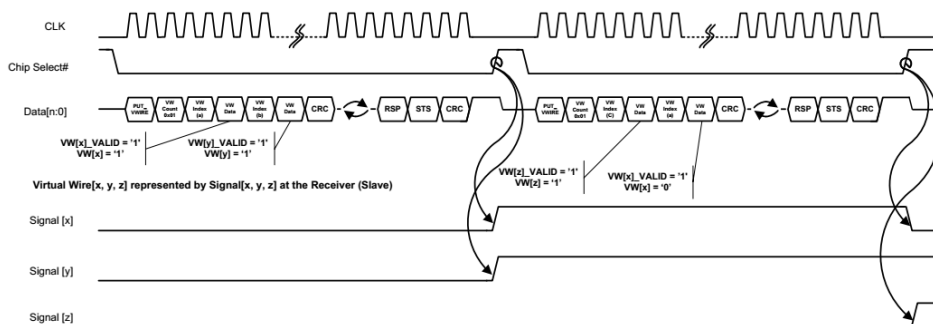 CLK
Chip Select#
Data[n:0]
PUT_ VWIRE
VW Count 0x01
VW Index (a)
VW Data
VW Index (b)
VW Data
CRC
RSP
STS
CRC
PUT_ VWIRE
VW Count 0x01
VW Index (C)
VW Data
VW Index (a)
VW Data
CRC
RSP
STS
CRC
VW[x]_VALID = '1'
VW[x] = '1'
VW[y]_VALID = '1'
VW[y] = '1'
VW[z]_VALID = '1'
VW[z] = '1'
VW[x]_VALID = '1'
VW[x] = '0'
Virtual Wire[x, y, z] represented by Signal[x, y, z] at the Receiver (Slave)
Signal [x]
Signal [y]
Signal [z]